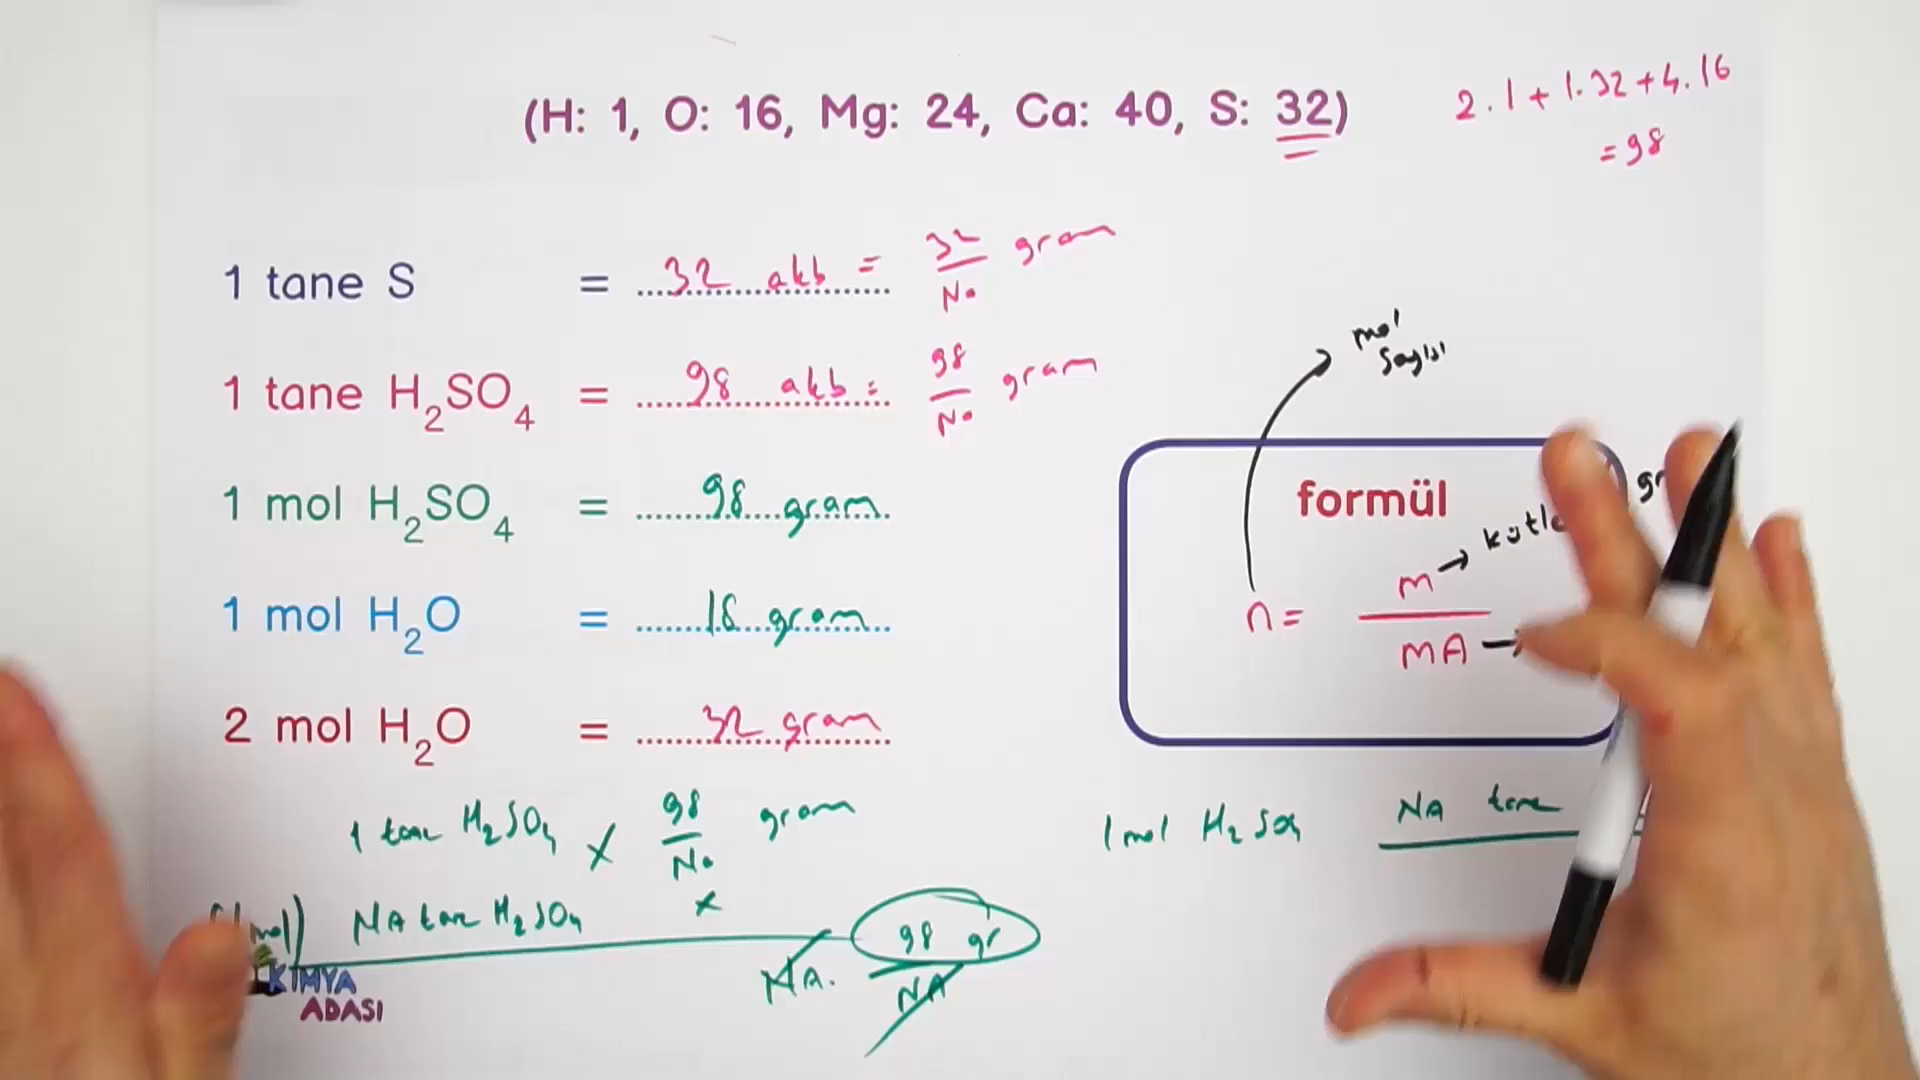 (H: 1, O: 16, Mg: 24, Ca: 40, S: 32)
2.1 + 1.32 + 4.16
= 98
1 tane S = 32 akb = 32/No gram
1 tane H₂SO₄ = 98 akb = 98/No gram
1 mol H₂SO₄ = 98 gram
1 mol H₂O = 16 gram
2 mol H₂O = 32 gram
mol
sayısı
formül
n = m/MA
1 tane H₂SO₄ 98/No gram
NA tane H₂SO₄
NA. 98 gr/NA
1 mol H₂SO₄ NA tane
KİMYA
ADASI